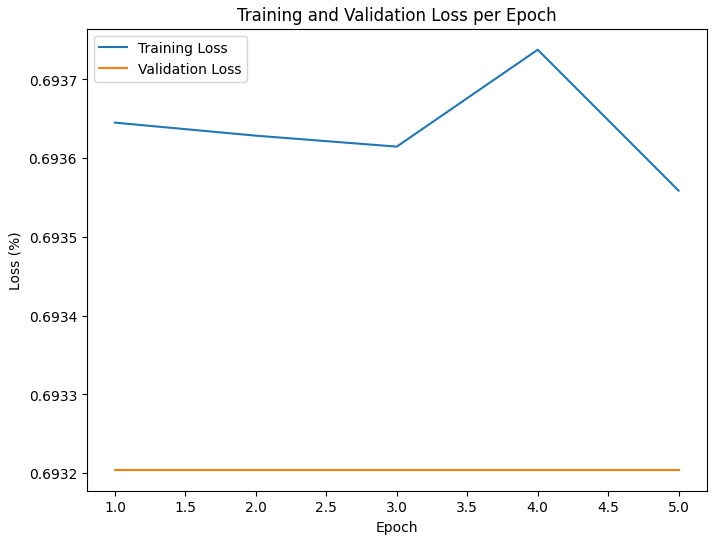 Training and Validation Loss per Epoch
Training Loss
Validation Loss
Loss (%)
0.6937
0.6936
0.6935
0.6934
0.6933
0.6932
1.0 1.5 2.0 2.5 3.0 3.5 4.0 4.5 5.0
Epoch